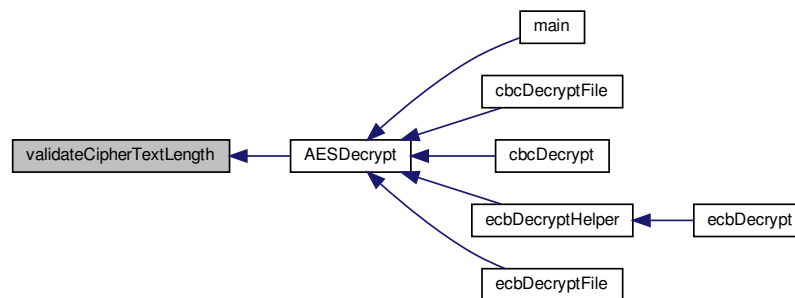 main
cbcDecryptFile
validateCipherTextLength
AESDecrypt
cbcDecrypt
ecbDecryptHelper
ecbDecrypt
ecbDecryptFile